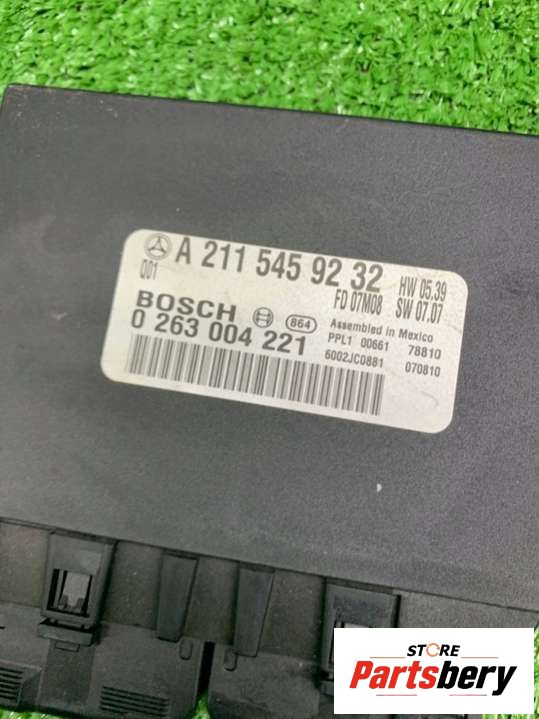 A 211 545 92 32
Q01
FD 07M08
HW 05.39
SW 07.07
BOSCH
864
0 263 004 221
Assembled in Mexico
PPL1 00661 78810
6002JC0881 070810
STORE
Partsbery